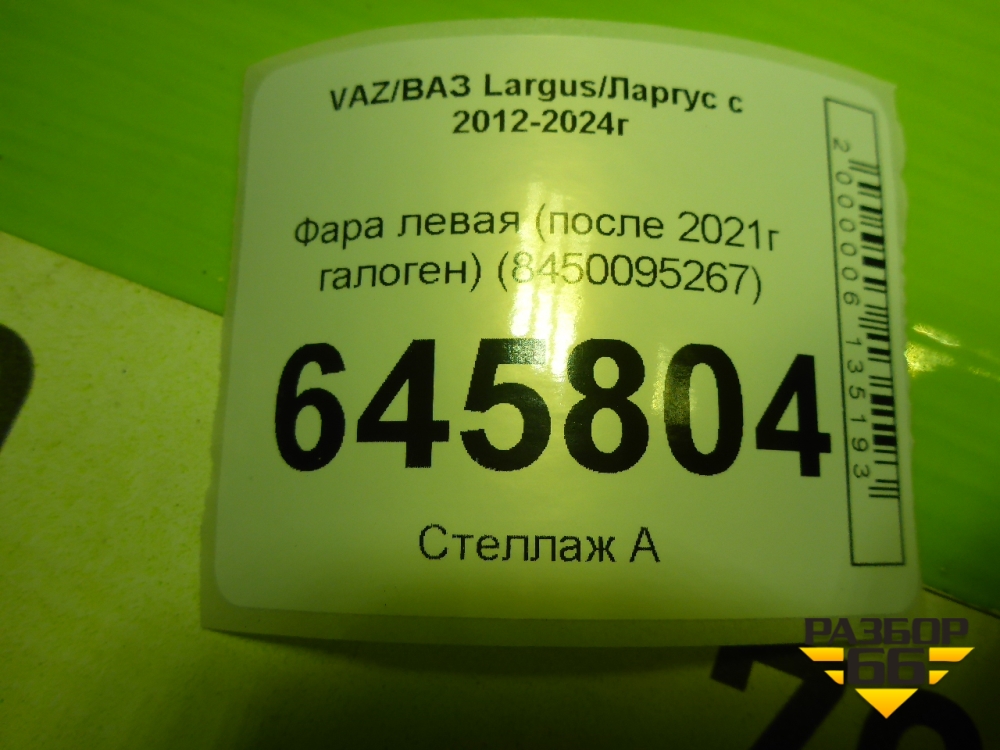 VAZ/ВАЗ Largus/Ларгус с
2012-2024г
Фара левая (после 2021г
галоген) (8450095267)
645804
Стеллаж А
2000006135193
РАЗБОР
66